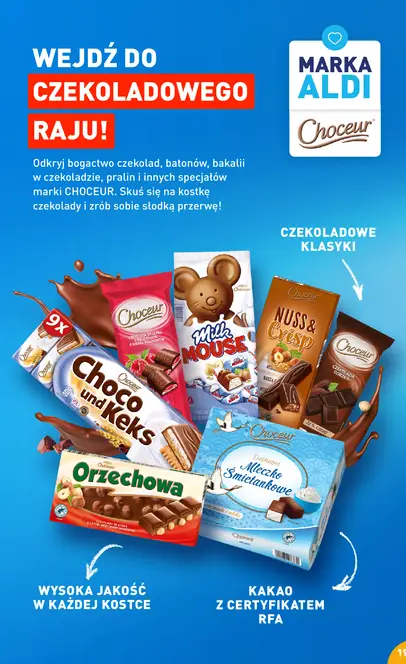 WEJDŹ DO
CZEKOLADOWEGO
RAJU!
MARKA
ALDI
Choceur
Odkryj bogactwo czekolad, batonów, bakalii
w czekoladzie, pralin i innych specjałów
marki CHOCEUR. Skuś się na kostkę
czekolady i zrób sobie słodką przerwę!
CZEKOLADOWE
KLASYKI
9X
Choco
und Keks
Choceur
Milk
MOUSE
Choceur
NUSS &
Crisp
Choceur
Orzechowa
Choceur
Delikatne
Mleczko
Śmietankowe
Choceur
WYSOKA JAKOŚĆ
W KAŻDEJ KOSTCE
KAKAO
Z CERTYFIKATEM
RFA
19